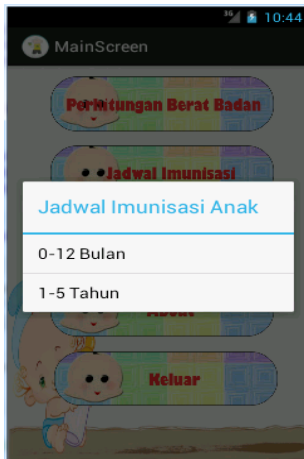 3G 10:44
MainScreen
Perhitungan Berat Badan
Jadwal Imunisasi
Jadwal Imunisasi Anak
0-12 Bulan
1-5 Tahun
About
Keluar